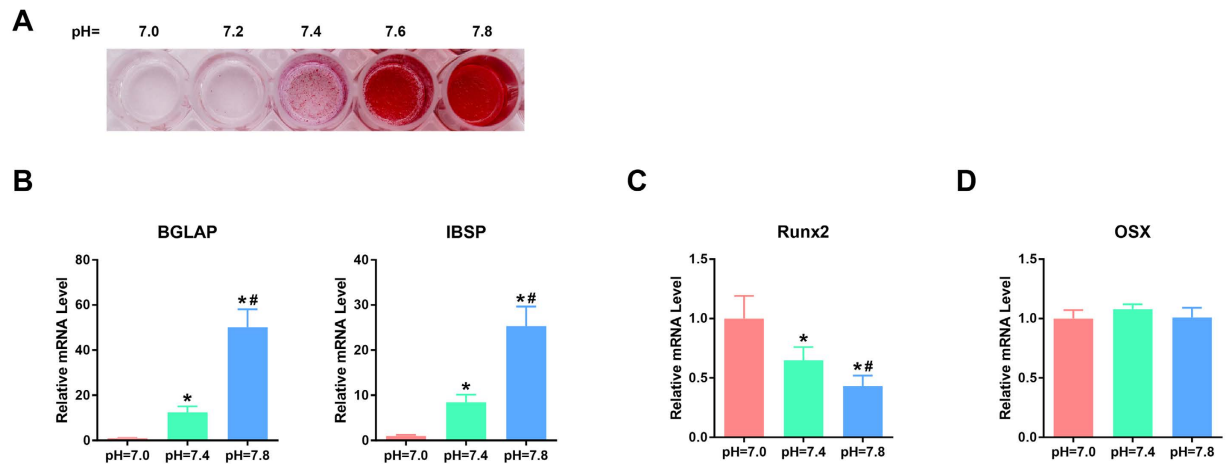 A
pH= 7.0 7.2 7.4 7.6 7.8
B
C
D
BGLAP
Relative mRNA Level
80
60
40
20
0
*
*#
pH=7.0 pH=7.4 pH=7.8
IBSP
Relative mRNA Level
40
30
20
10
0
*
*#
pH=7.0 pH=7.4 pH=7.8
Runx2
Relative mRNA Level
1.5
1.0
0.5
0.0
*
*#
pH=7.0 pH=7.4 pH=7.8
OSX
Relative mRNA Level
1.5
1.0
0.5
0.0
pH=7.0 pH=7.4 pH=7.8